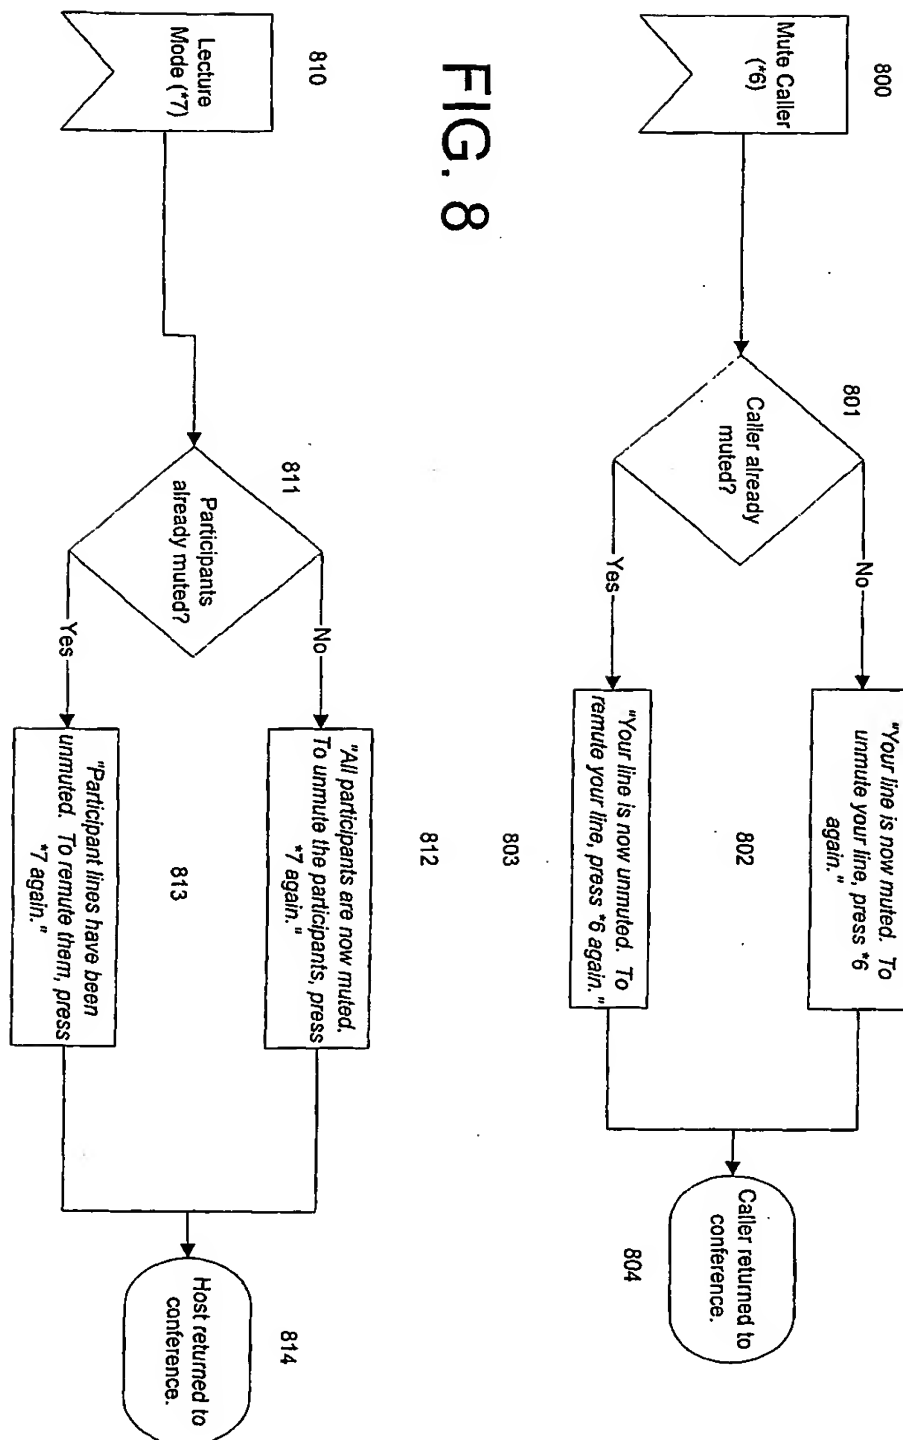 800
Mute Caller
(*6)
801
Caller already
muted?
No
Yes
"Your line is now muted. To
unmute your line, press *6
again."
802
"Your line is now unmuted. To
remute your line, press *6 again."
803
Caller returned to
conference.
804
FIG. 8
810
Lecture
Mode (*7)
811
Participants
already muted?
No
Yes
812
"All participants are now muted.
To unmute the participants, press
*7 again."
813
"Participant lines have been
unmuted. To remute them, press
*7 again."
814
Host returned to
conference.